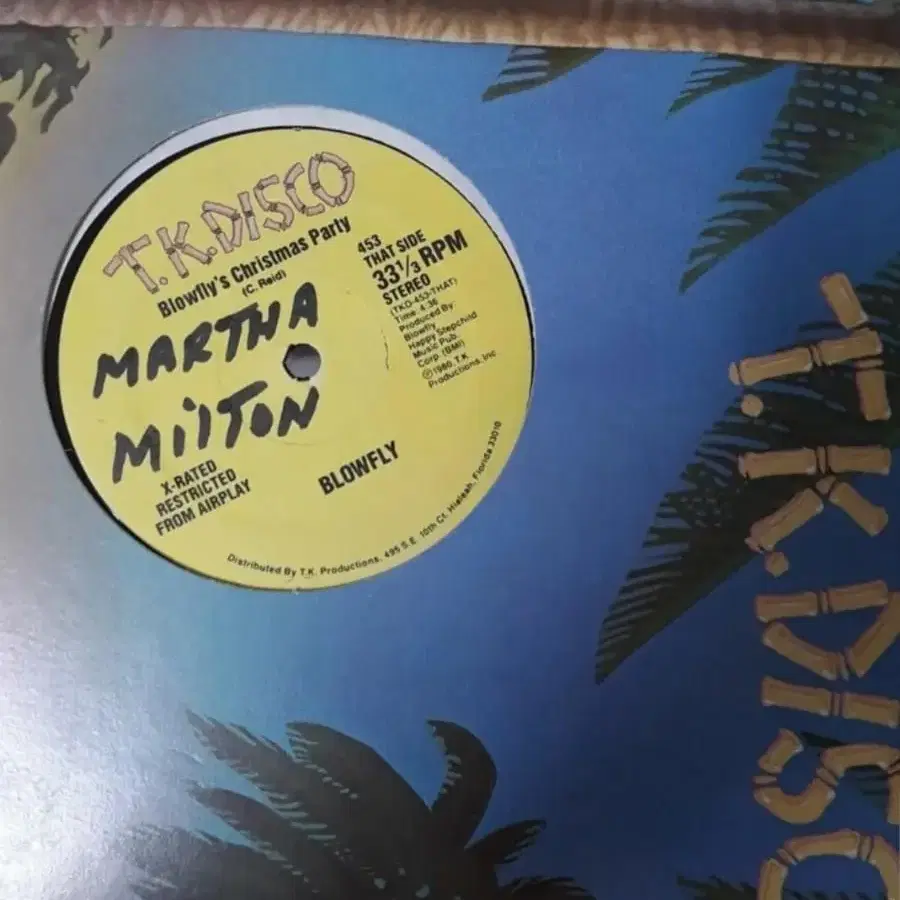 T.K.DISCO
Blowfly's Christmas Party
(C. Reid)
453
THAT SIDE
33⅓ RPM
STEREO
(TKD-453-THAT)
Time: 4:36
Produced By:
Blowfly
Happy Stepchild
Music Pub.
Corp. (BMI)
℗1980, T.K.
Productions, Inc
MARTHA
MiltON
X-RATED
RESTRICTED
FROM AIRPLAY
BLOWFLY
Distributed By T.K. Productions, 495 S.E. 10th Ct. Hialeah, Florida 33010
T.K.DISCO